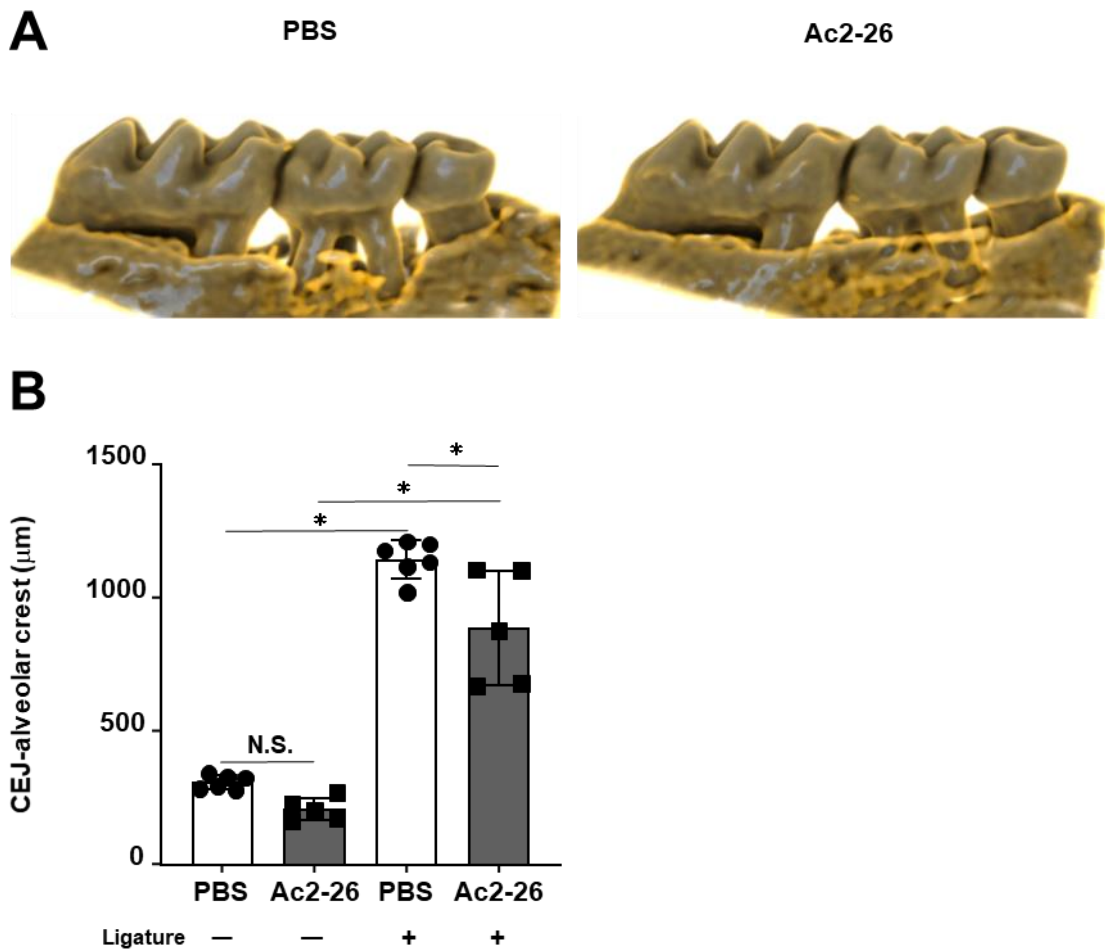 A
PBS
Ac2-26
B
CEJ-alveolar crest (μm)
1500
1000
500
0
*
*
*
N.S.
PBS Ac2-26 PBS Ac2-26
Ligature — — + +